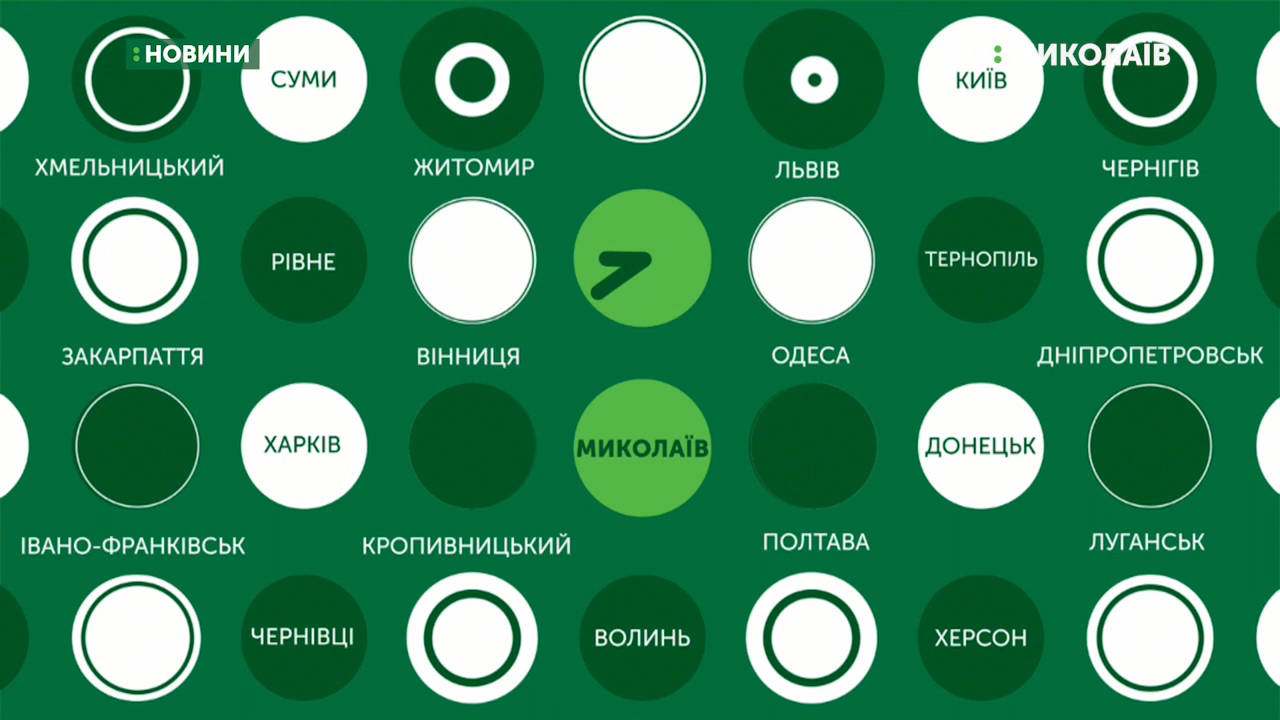 НОВИНИ
СУМИ
КИЇВ
МИКОЛАЇВ
ХМЕЛЬНИЦЬКИЙ
ЖИТОМИР
ЛЬВІВ
ЧЕРНІГІВ
РІВНЕ
ТЕРНОПІЛЬ
ЗАКАРПАТТЯ
ВІННИЦЯ
ОДЕСА
ДНІПРОПЕТРОВСЬК
ХАРКІВ
МИКОЛАЇВ
ДОНЕЦЬК
ІВАНО-ФРАНКІВСЬК
КРОПИВНИЦЬКИЙ
ПОЛТАВА
ЛУГАНСЬК
ЧЕРНІВЦІ
ВОЛИНЬ
ХЕРСОН